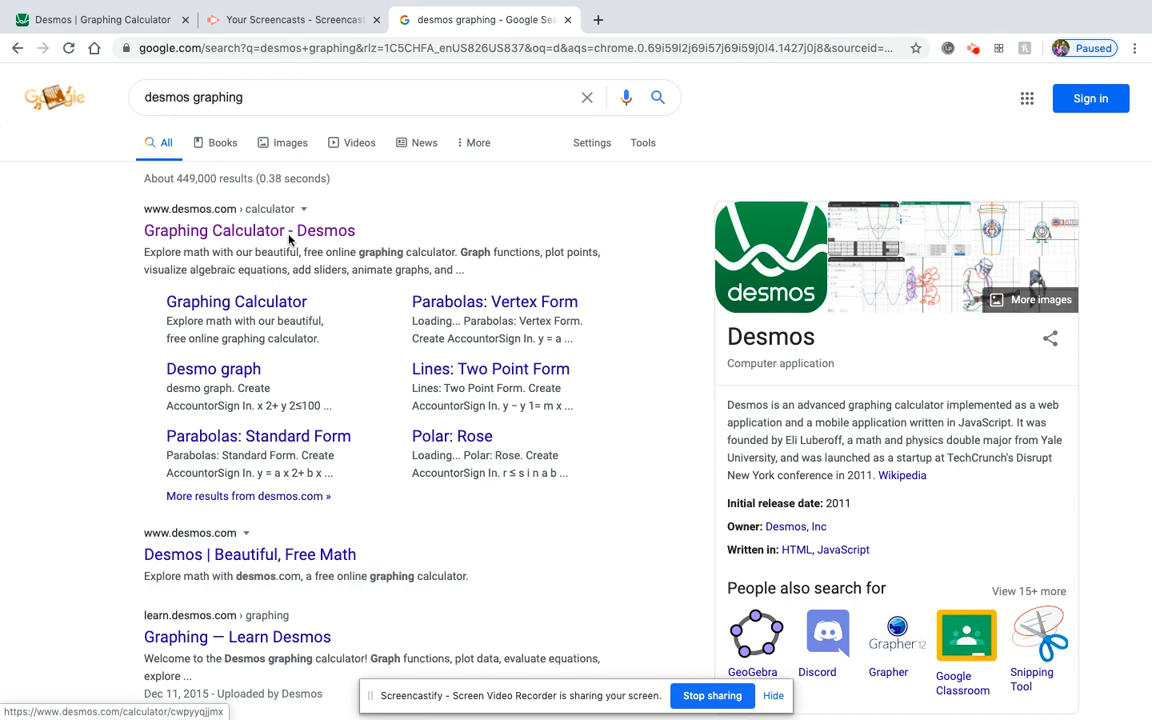 Desmos | Graphing Calculator
Your Screencasts - Screencast
desmos graphing - Google Sea
google.com/search?q=desmos+graphing&rlz=1C5CHFA_enUS826US837&oq=d&aqs=chrome.0.69i59l2j69i57j69i59j0l4.1427j0j8&sourceid=...
Paused
Google
desmos graphing
Sign in
All
Books
Images
Videos
News
More
Settings
Tools
About 449,000 results (0.38 seconds)
www.desmos.com › calculator
Graphing Calculator - Desmos
Explore math with our beautiful, free online graphing calculator. Graph functions, plot points,
visualize algebraic equations, add sliders, animate graphs, and ...
Graphing Calculator
Explore math with our beautiful,
free online graphing calculator.
Parabolas: Vertex Form
Loading... Parabolas: Vertex Form.
Create AccountorSign In. y = a ...
Desmo graph
desmo graph. Create
AccountorSign In. x 2+ y 2≤100 ...
Lines: Two Point Form
Lines: Two Point Form. Create
AccountorSign In. y − y 1= m x ...
Parabolas: Standard Form
Parabolas: Standard Form. Create
AccountorSign In. y = a x 2+ b x ...
Polar: Rose
Loading... Polar: Rose. Create
AccountorSign In. r ≤ s i n a b ...
More results from desmos.com »
www.desmos.com
Desmos | Beautiful, Free Math
Explore math with desmos.com, a free online graphing calculator.
learn.desmos.com › graphing
Graphing — Learn Desmos
Welcome to the Desmos graphing calculator! Graph functions, plot data, evaluate equations,
explore ...
Dec 11, 2015 - Uploaded by Desmos
desmos
More images
Desmos
Computer application
Desmos is an advanced graphing calculator implemented as a web
application and a mobile application written in JavaScript. It was
founded by Eli Luberoff, a math and physics double major from Yale
University, and was launched as a startup at TechCrunch's Disrupt
New York conference in 2011. Wikipedia
Initial release date: 2011
Owner: Desmos, Inc
Written in: HTML, JavaScript
People also search for
View 15+ more
Grapher 12
GeoGebra
Discord
Grapher
Google
Classroom
Snipping
Tool
Screencastify - Screen Video Recorder is sharing your screen.
Stop sharing
Hide
https://www.desmos.com/calculator/cwpyyqjjmx